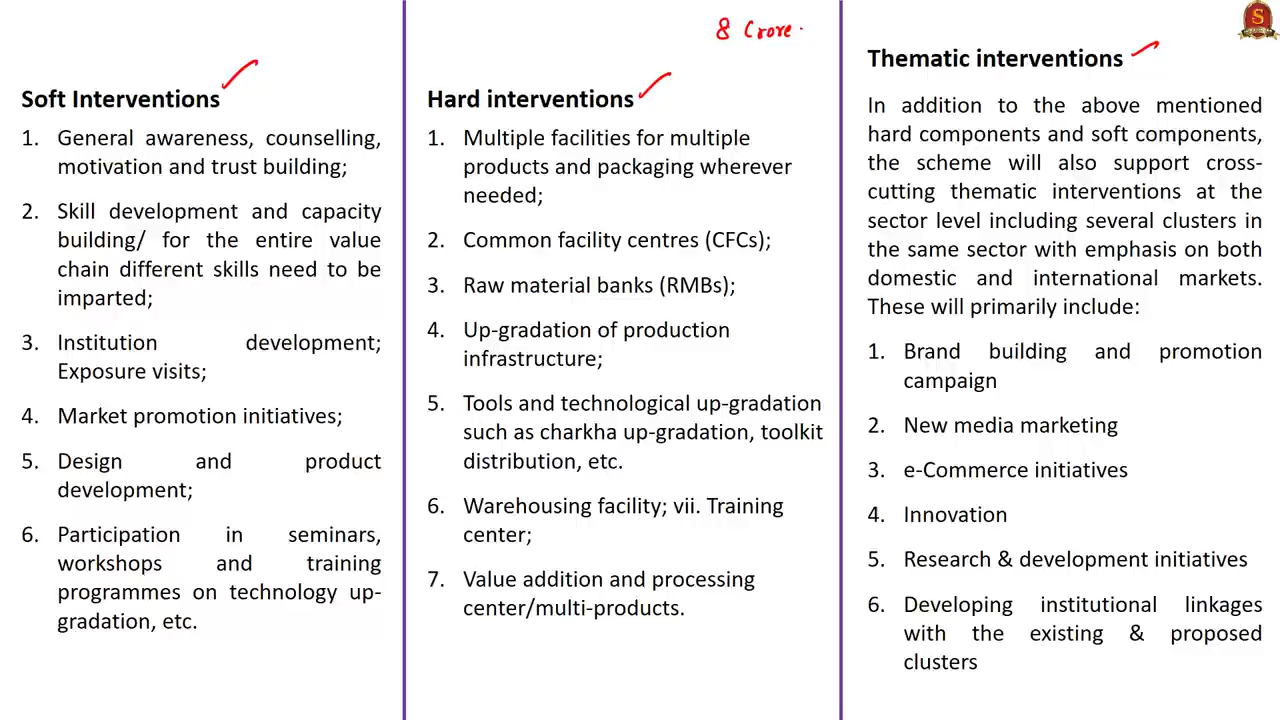 8 Crore.
Soft Interventions
1. General awareness, counselling,
motivation and trust building;
2. Skill development and capacity
building/ for the entire value
chain different skills need to be
imparted;
3. Institution development;
Exposure visits;
4. Market promotion initiatives;
5. Design and product
development;
6. Participation in seminars,
workshops and training
programmes on technology up-
gradation, etc.
Hard interventions
1. Multiple facilities for multiple
products and packaging wherever
needed;
2. Common facility centres (CFCs);
3. Raw material banks (RMBs);
4. Up-gradation of production
infrastructure;
5. Tools and technological up-gradation
such as charkha up-gradation, toolkit
distribution, etc.
6. Warehousing facility; vii. Training
center;
7. Value addition and processing
center/multi-products.
Thematic interventions
In addition to the above mentioned
hard components and soft components,
the scheme will also support cross-
cutting thematic interventions at the
sector level including several clusters in
the same sector with emphasis on both
domestic and international markets.
These will primarily include:
1. Brand building and promotion
campaign
2. New media marketing
3. e-Commerce initiatives
4. Innovation
5. Research & development initiatives
6. Developing institutional linkages
with the existing & proposed
clusters
S